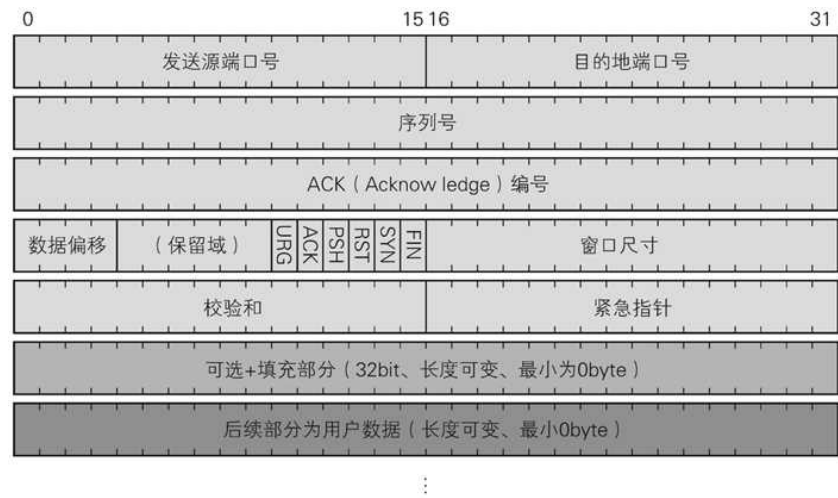 0 15 16 31
发送源端口号 目的地端口号
序列号
ACK（Acknow ledge）编号
数据偏移 （保留域） URG ACK PSH RST SYN FIN 窗口尺寸
校验和 紧急指针
可选+填充部分（32bit、长度可变、最小为0byte）
后续部分为用户数据（长度可变、最小0byte）
⋮